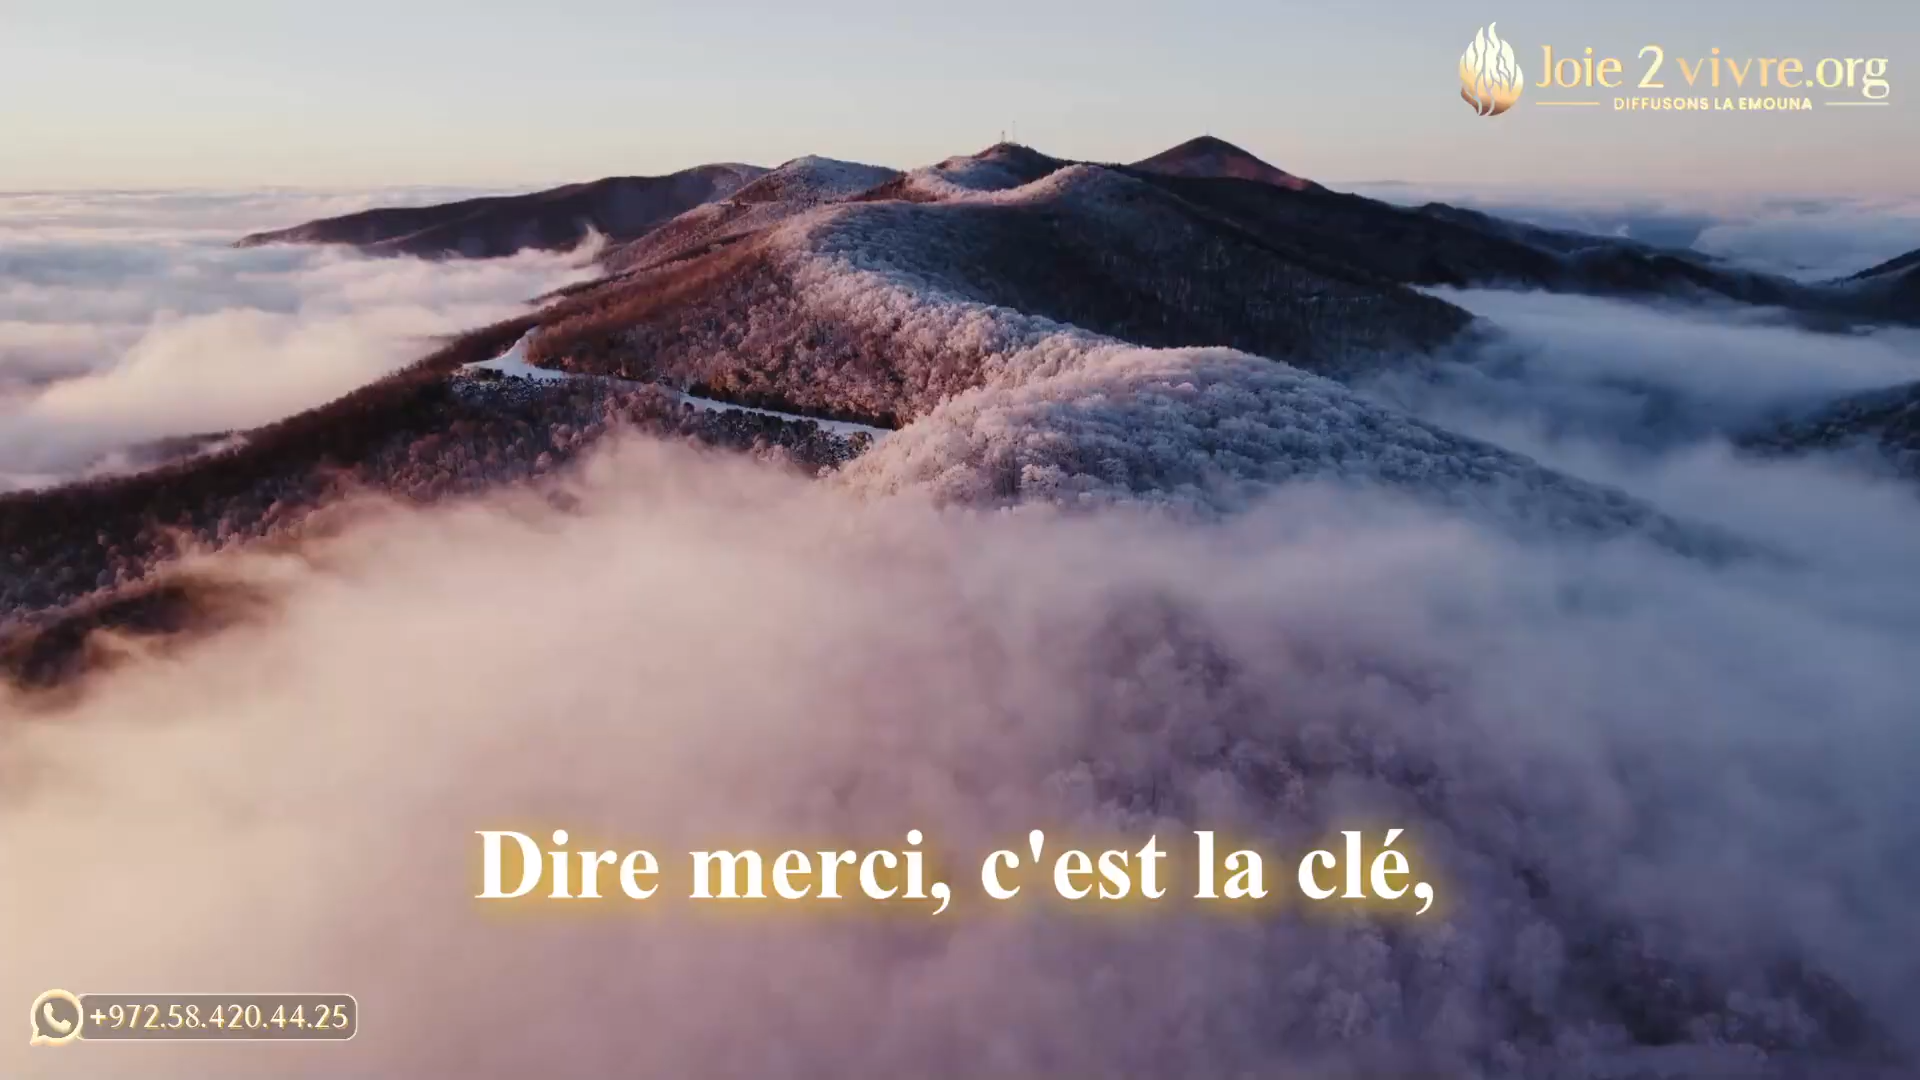 Joie 2 vivre.org
DIFFUSONS LA EMOUNA
Dire merci, c'est la clé,
+972.58.420.44.25